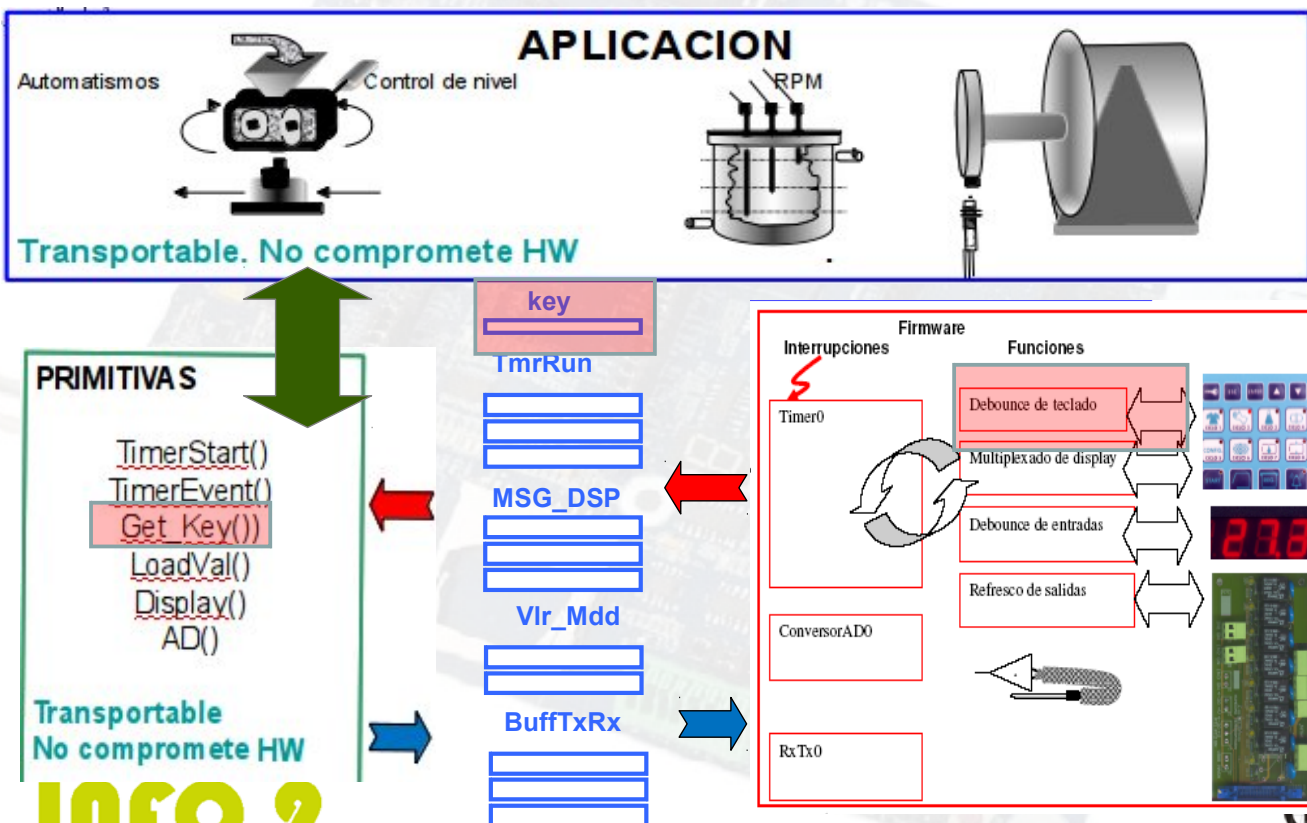 APLICACION
Automatismos
Control de nivel
RPM
Transportable. No compromete HW
PRIMITIVAS
TimerStart()
TimerEvent()
Get_Key())
LoadVal()
Display()
AD()
Transportable
No compromete HW
key
TmrRun
MSG_DSP
Vlr_Mdd
BuffTxRx
Firmware
Interrupciones
Funciones
Timer0
ConversorAD0
RxTx0
Debounce de teclado
Multiplexado de display
Debounce de entradas
Refresco de salidas
27.8
INFO 2